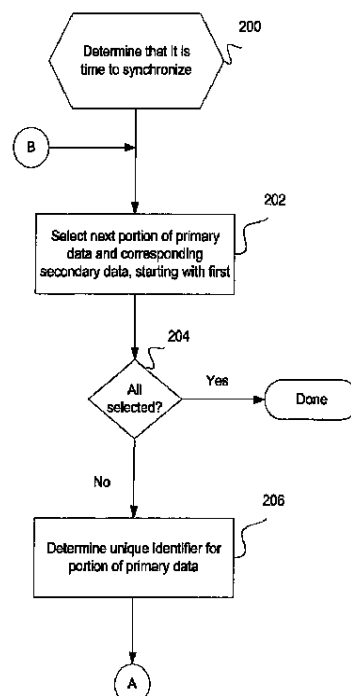 200
Determine that it is
time to synchronize
B
202
Select next portion of primary
data and corresponding
secondary data, starting with first
204
All
selected?
Yes
Done
No
206
Determine unique identifier for
portion of primary data
A